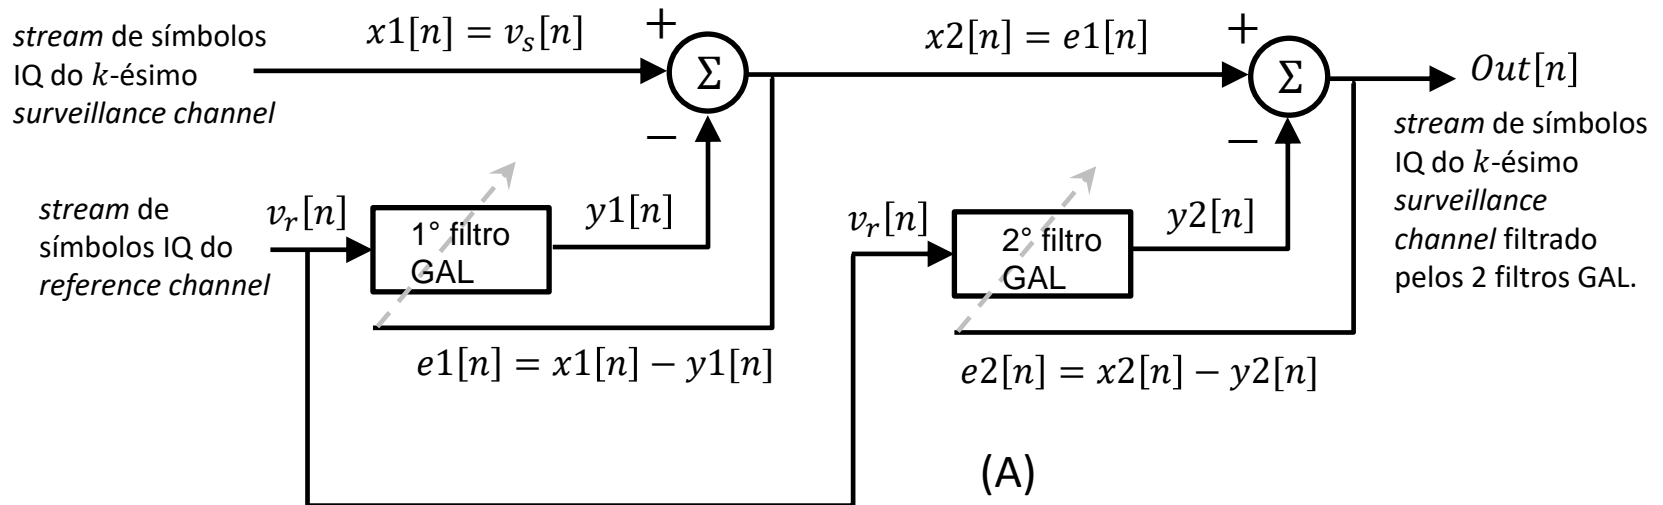 stream de símbolos
IQ do k-ésimo
surveillance channel
x1[n] = v_s[n]
+
Σ
−
x2[n] = e1[n]
+
Σ
−
Out[n]
stream de símbolos
IQ do k-ésimo
surveillance
channel filtrado
pelos 2 filtros GAL.
stream de
símbolos IQ do
reference channel
v_r[n]
1° filtro
GAL
y1[n]
e1[n] = x1[n] − y1[n]
v_r[n]
2° filtro
GAL
y2[n]
e2[n] = x2[n] − y2[n]
(A)